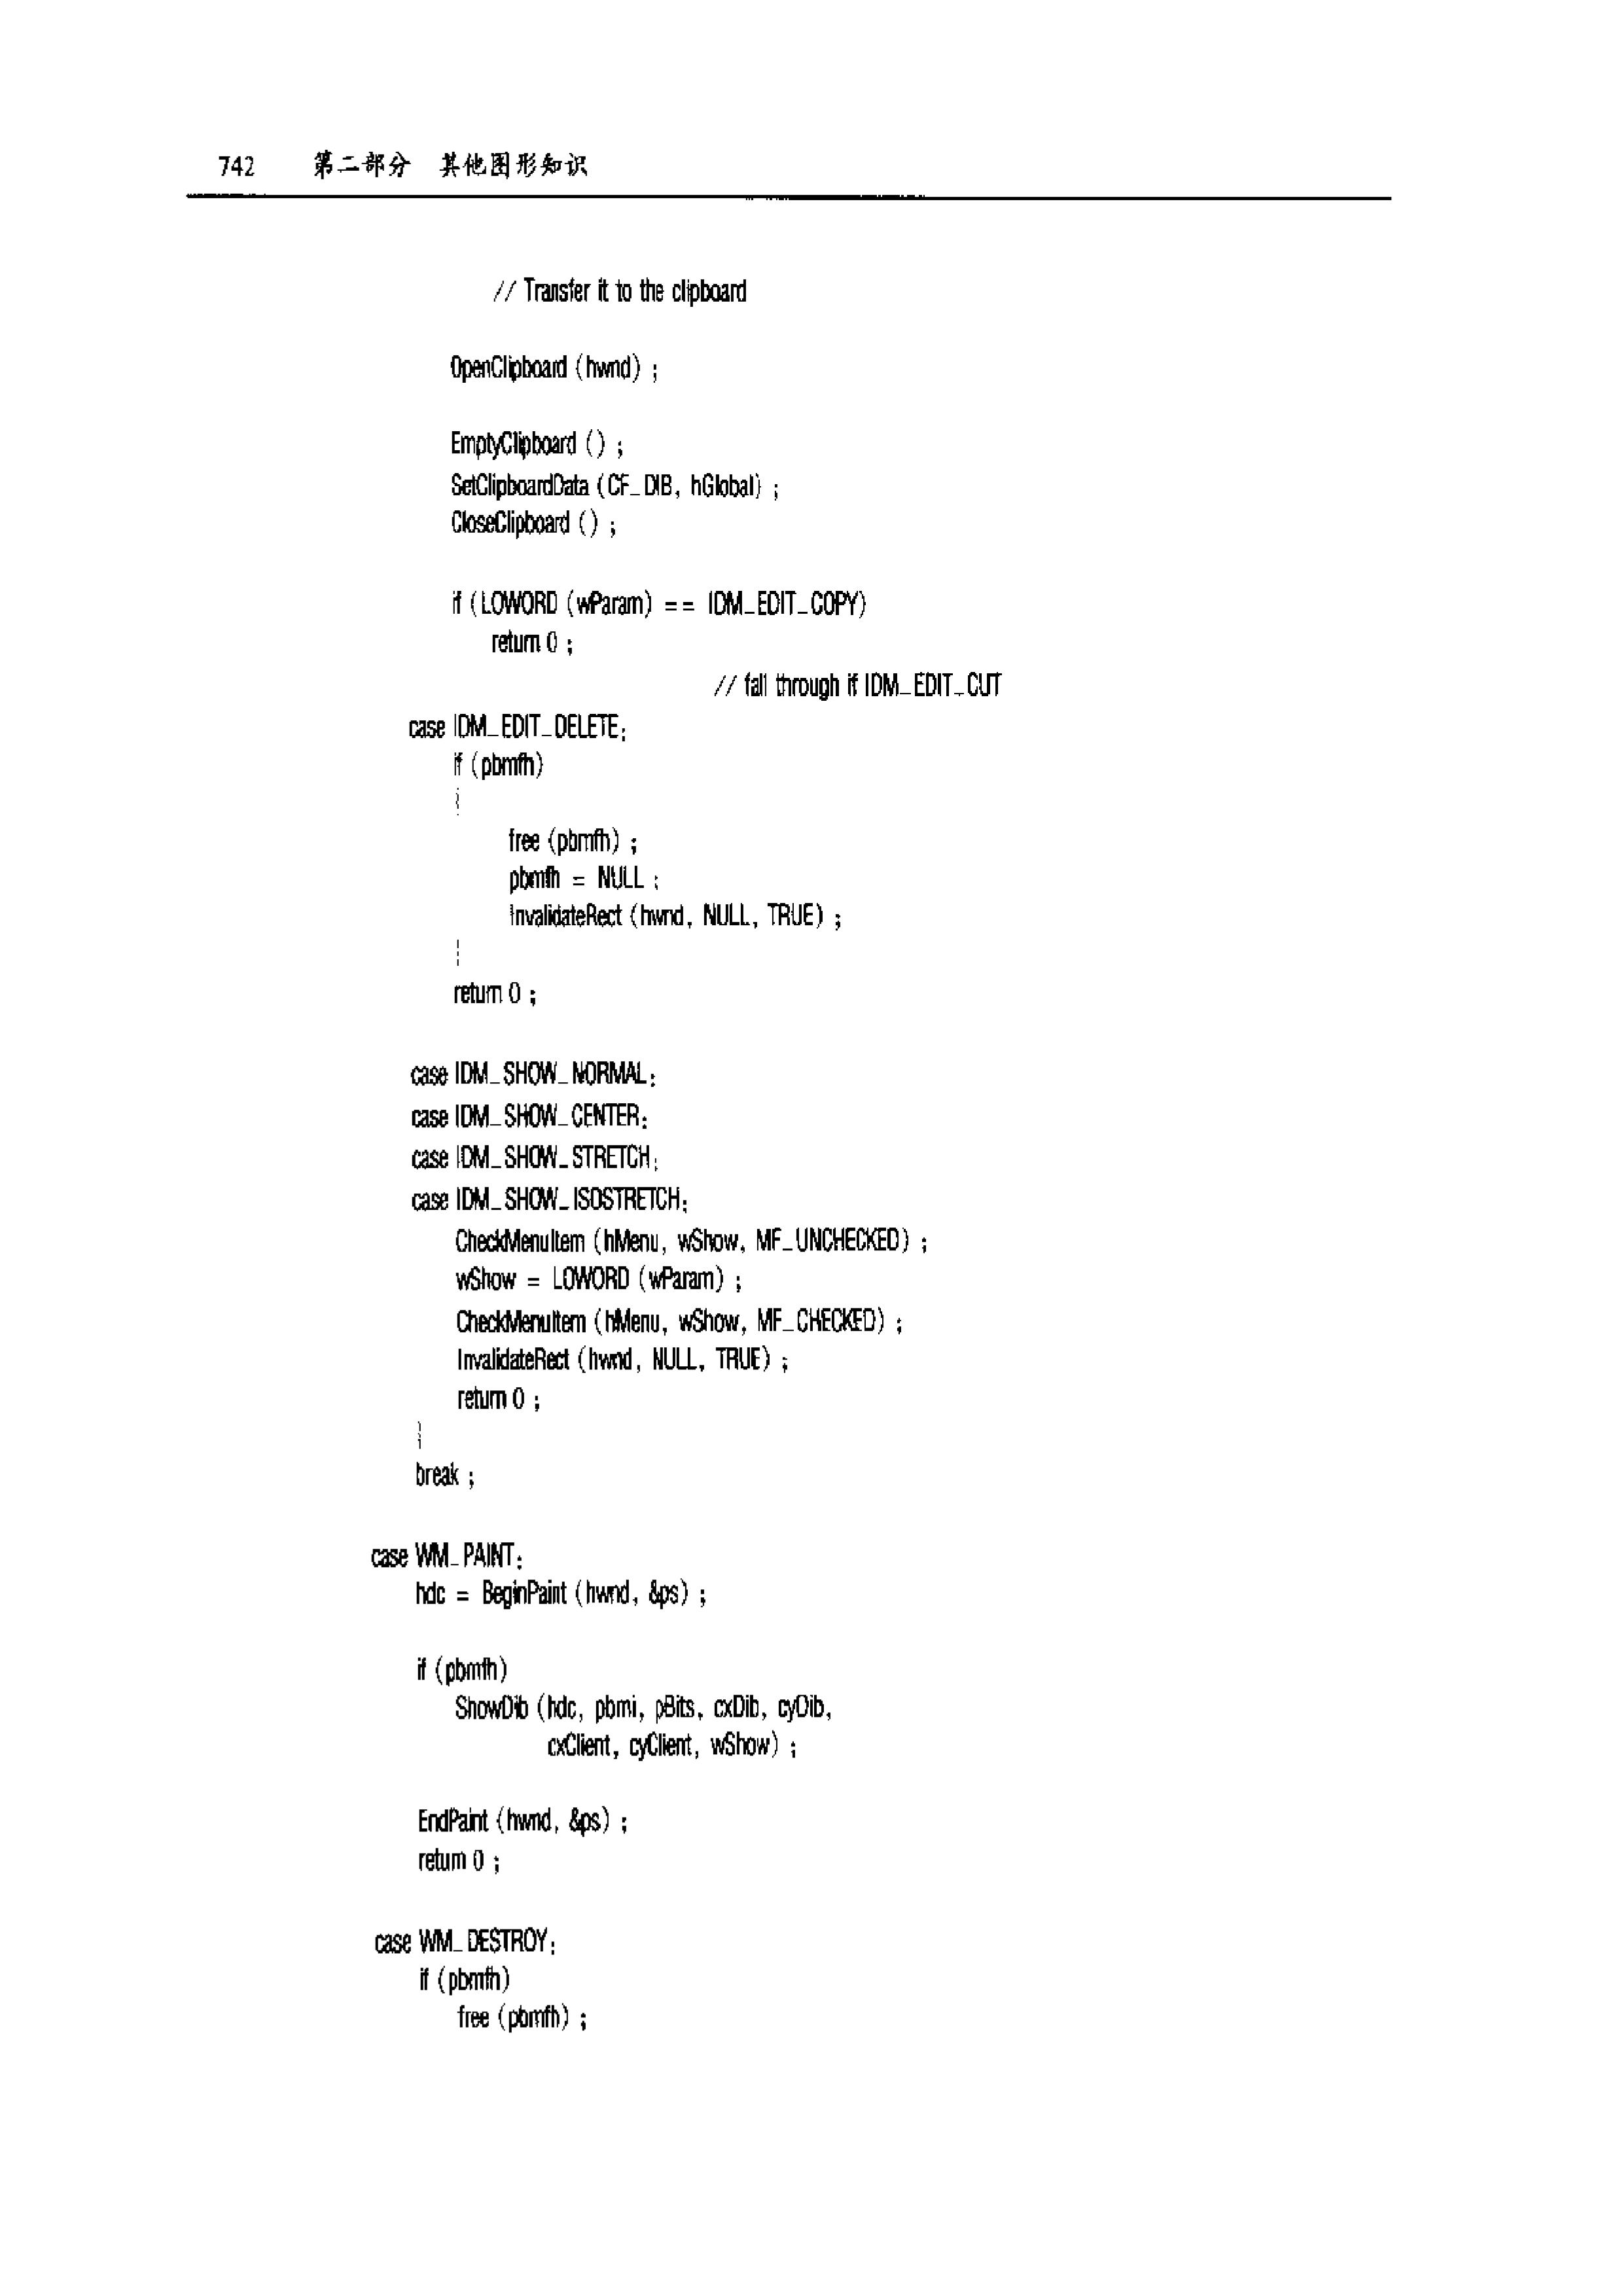 742 第二部分 其他图形知识
// Transfer it to the clipboard
OpenClipboard (hwnd) ;
EmptyClipboard () ;
SetClipboardData (CF_DIB, hGlobal) ;
CloseClipboard () ;
if (LOWORD (wParam) == IDM_EDIT_COPY)
return 0 ;
// fall through if IDM_EDIT_CUT
case IDM_EDIT_DELETE:
if (pbmfh)
{
free (pbmfh) ;
pbmfh = NULL ;
InvalidateRect (hwnd, NULL, TRUE) ;
}
return 0 ;
case IDM_SHOW_NORMAL:
case IDM_SHOW_CENTER:
case IDM_SHOW_STRETCH:
case IDM_SHOW_ISOSTRETCH:
CheckMenuItem (hMenu, wShow, MF_UNCHECKED) ;
wShow = LOWORD (wParam) ;
CheckMenuItem (hMenu, wShow, MF_CHECKED) ;
InvalidateRect (hwnd, NULL, TRUE) ;
return 0 ;
}
break ;
case WM_PAINT:
hdc = BeginPaint (hwnd, &ps) ;
if (pbmfh)
ShowDib (hdc, pbmi, pBits, cxDib, cyDib,
cxClient, cyClient, wShow) ;
EndPaint (hwnd, &ps) ;
return 0 ;
case WM_DESTROY:
if (pbmfh)
free (pbmfh) ;